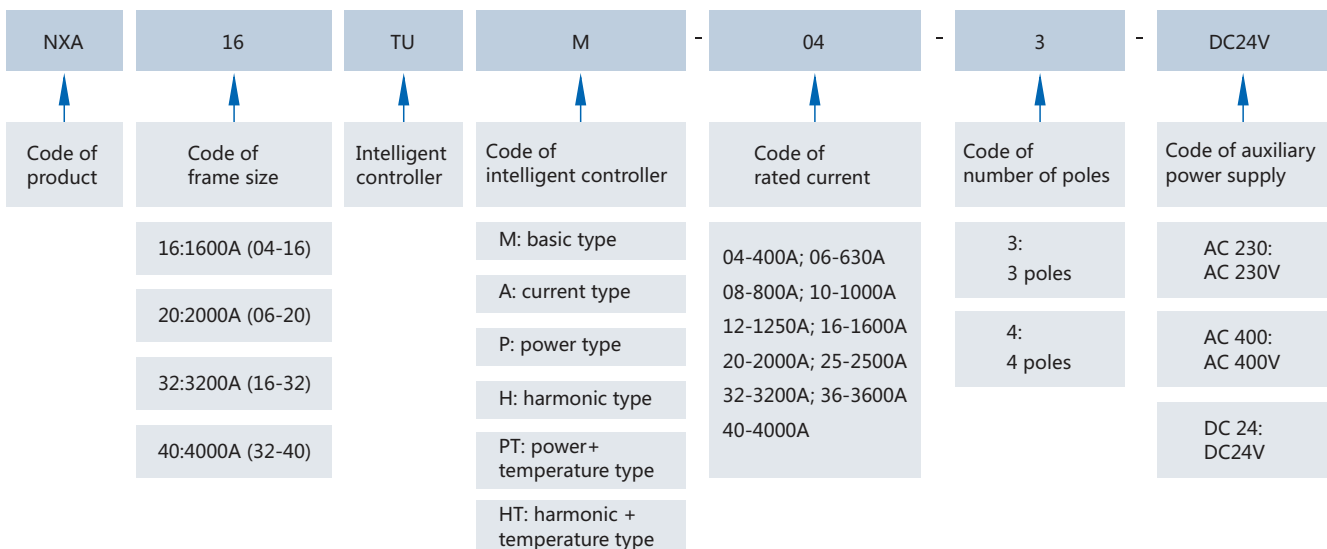 NXA 16 TU M - 04 - 3 - DC24V
Code of
product
Code of
frame size
Intelligent
controller
Code of
intelligent controller
Code of
rated current
Code of
number of poles
Code of auxiliary
power supply
16:1600A (04-16)
20:2000A (06-20)
32:3200A (16-32)
40:4000A (32-40)
M: basic type
A: current type
P: power type
H: harmonic type
PT: power+
temperature type
HT: harmonic +
temperature type
04-400A; 06-630A
08-800A; 10-1000A
12-1250A; 16-1600A
20-2000A; 25-2500A
32-3200A; 36-3600A
40-4000A
3:
3 poles
4:
4 poles
AC 230:
AC 230V
AC 400:
AC 400V
DC 24:
DC24V